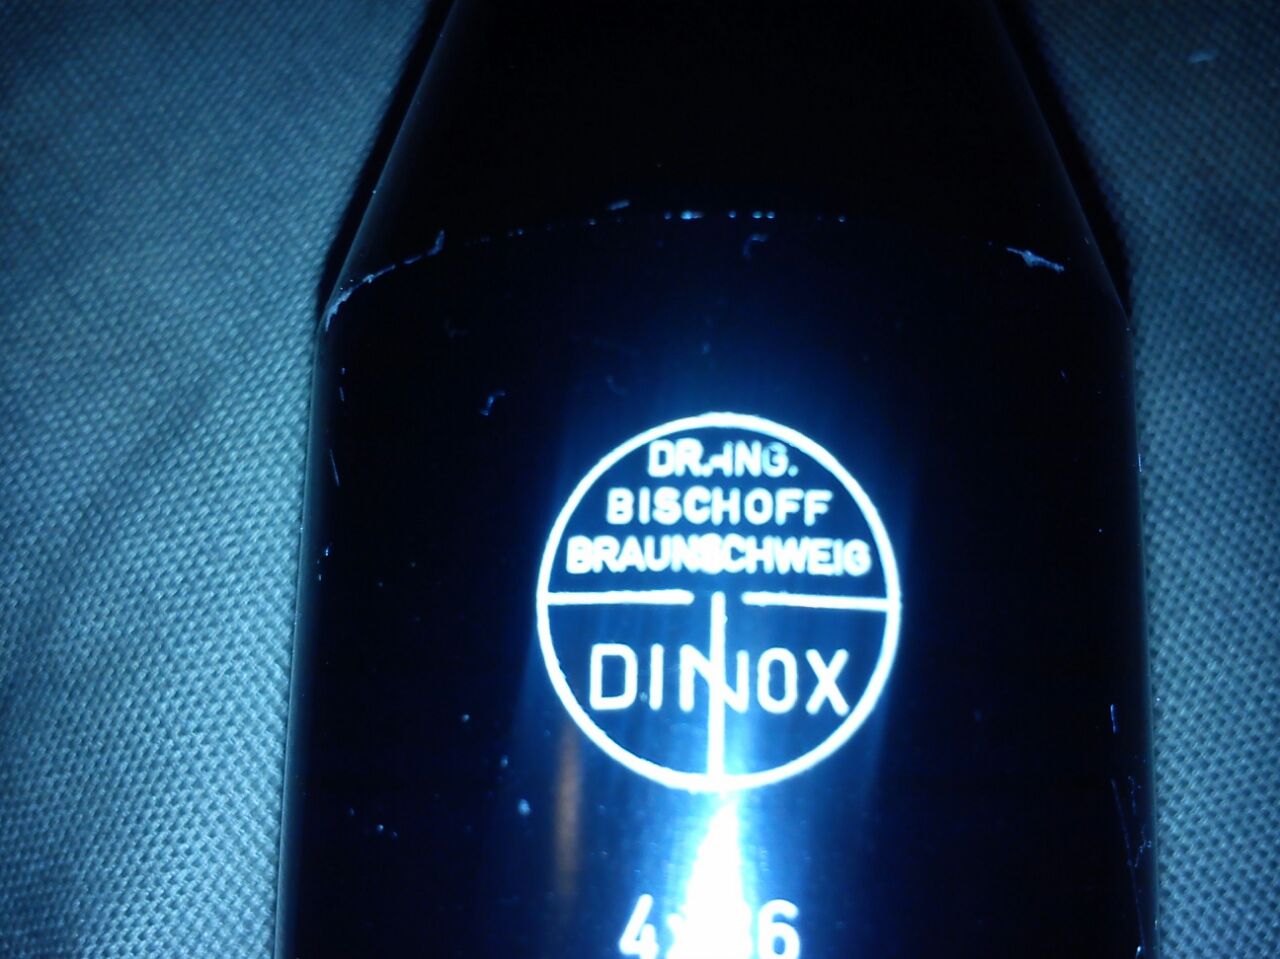 DR.-ING.
BISCHOFF
BRAUNSCHWEIG
DINOX